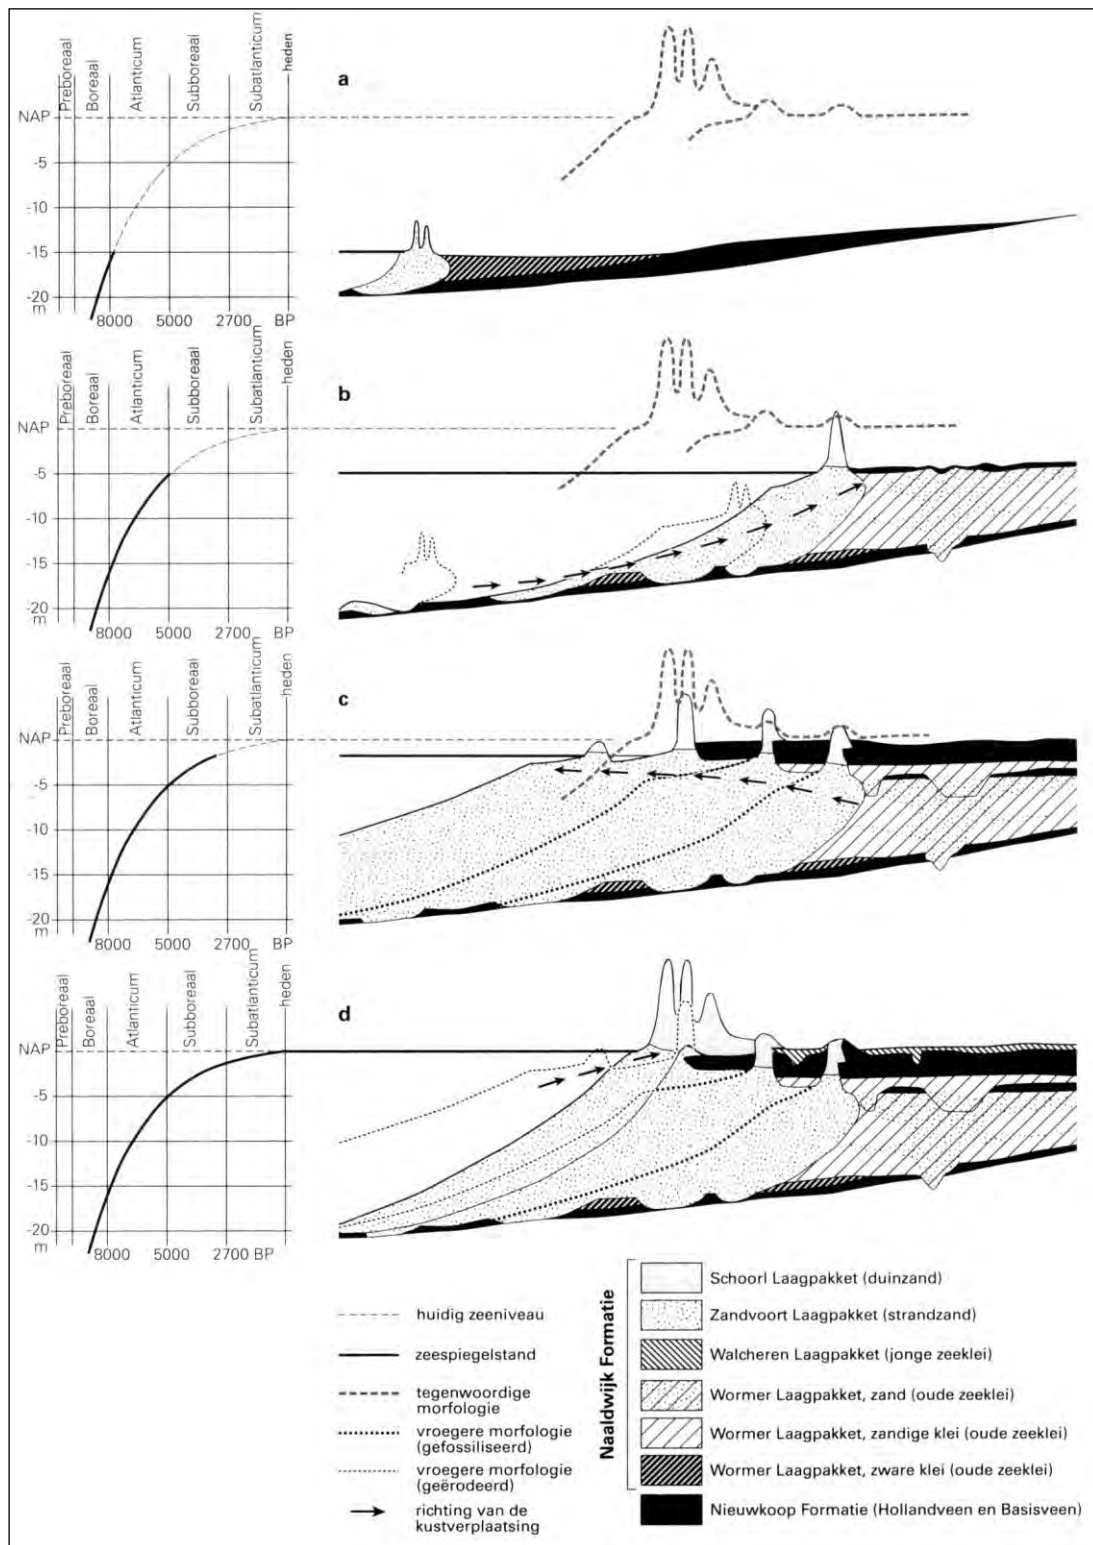 Preboreaal
Boreaal
Atlanticum
Subboreaal
Subatlanticum
heden
a
NAP
-5
-10
-15
-20
m
8000 5000 2700 BP
Preboreaal
Boreaal
Atlanticum
Subboreaal
Subatlanticum
heden
b
NAP
-5
-10
-15
-20
m
8000 5000 2700 BP
Preboreaal
Boreaal
Atlanticum
Subboreaal
Subatlanticum
heden
c
NAP
-5
-10
-15
-20
m
8000 5000 2700 BP
Preboreaal
Boreaal
Atlanticum
Subboreaal
Subatlanticum
heden
d
NAP
-5
-10
-15
-20
m
8000 5000 2700 BP
huidig zeeniveau
zeespiegelstand
tegenwoordige
morfologie
vroegere morfologie
(gefossiliseerd)
vroegere morfologie
(geërodeerd)
richting van de
kustverplaatsing
Naaldwijk Formatie
Schoorl Laagpakket (duinzand)
Zandvoort Laagpakket (strandzand)
Walcheren Laagpakket (jonge zeeklei)
Wormer Laagpakket, zand (oude zeeklei)
Wormer Laagpakket, zandige klei (oude zeeklei)
Wormer Laagpakket, zware klei (oude zeeklei)
Nieuwkoop Formatie (Hollandveen en Basisveen)